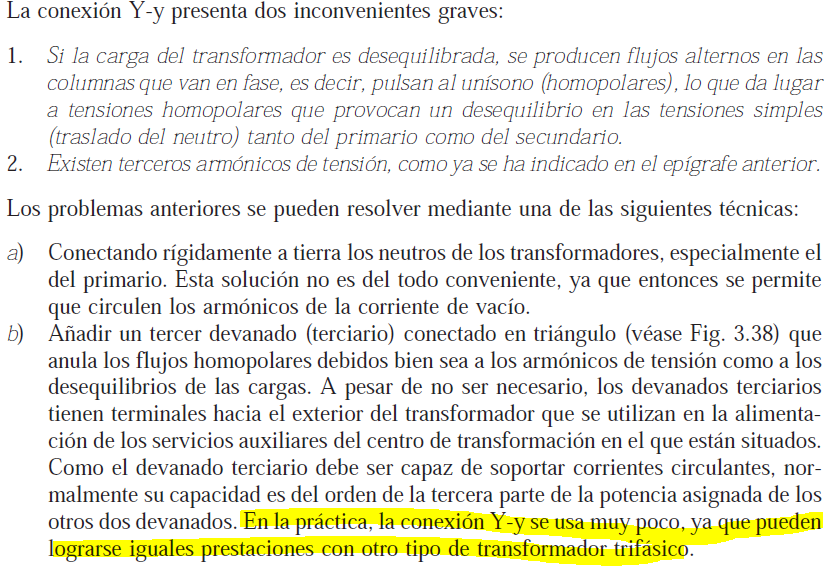 La conexión Y-y presenta dos inconvenientes graves:
1. Si la carga del transformador es desequilibrada, se producen flujos alternos en las
columnas que van en fase, es decir, pulsan al unísono (homopolares), lo que da lugar
a tensiones homopolares que provocan un desequilibrio en las tensiones simples
(traslado del neutro) tanto del primario como del secundario.
2. Existen terceros armónicos de tensión, como ya se ha indicado en el epígrafe anterior.
Los problemas anteriores se pueden resolver mediante una de las siguientes técnicas:
a) Conectando rígidamente a tierra los neutros de los transformadores, especialmente el
del primario. Esta solución no es del todo conveniente, ya que entonces se permite
que circulen los armónicos de la corriente de vacío.
b) Añadir un tercer devanado (terciario) conectado en triángulo (véase Fig. 3.38) que
anula los flujos homopolares debidos bien sea a los armónicos de tensión como a los
desequilibrios de las cargas. A pesar de no ser necesario, los devanados terciarios
tienen terminales hacia el exterior del transformador que se utilizan en la alimenta-
ción de los servicios auxiliares del centro de transformación en el que están situados.
Como el devanado terciario debe ser capaz de soportar corrientes circulantes, nor-
malmente su capacidad es del orden de la tercera parte de la potencia asignada de los
otros dos devanados. En la práctica, la conexión Y-y se usa muy poco, ya que pueden
lograrse iguales prestaciones con otro tipo de transformador trifásico.